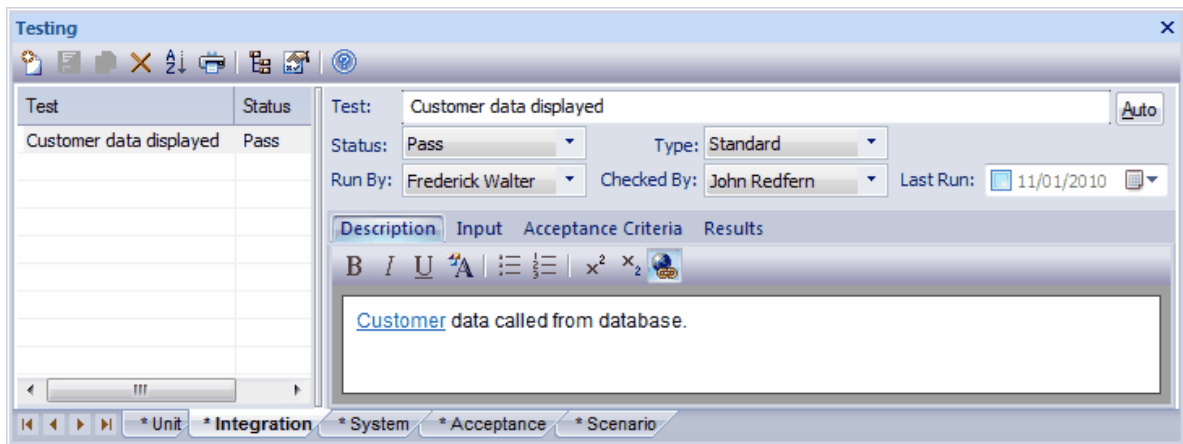 Testing
Test Status
Customer data displayed Pass
Test: Customer data displayed Auto
Status: Pass Type: Standard
Run By: Frederick Walter Checked By: John Redfern Last Run: 11/01/2010
Description Input Acceptance Criteria Results
B I U A x² x₂
Customer data called from database.
* Unit * Integration * System * Acceptance * Scenario